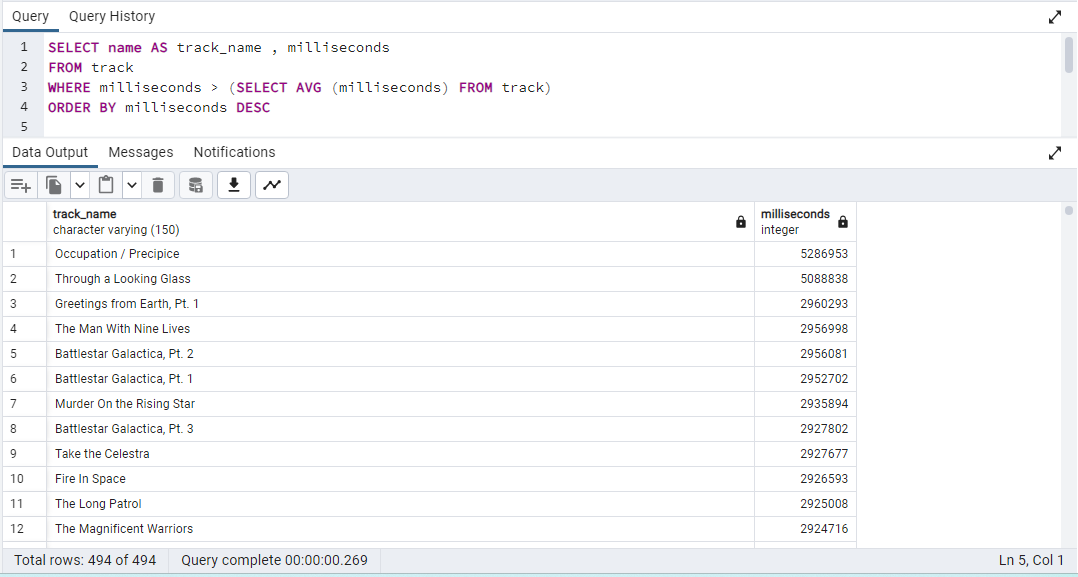 Query Query History
1 SELECT name AS track_name , milliseconds
2 FROM track
3 WHERE milliseconds > (SELECT AVG (milliseconds) FROM track)
4 ORDER BY milliseconds DESC
5
Data Output Messages Notifications
track_name milliseconds
character varying (150) integer
1 Occupation / Precipice 5286953
2 Through a Looking Glass 5088838
3 Greetings from Earth, Pt. 1 2960293
4 The Man With Nine Lives 2956998
5 Battlestar Galactica, Pt. 2 2956081
6 Battlestar Galactica, Pt. 1 2952702
7 Murder On the Rising Star 2935894
8 Battlestar Galactica, Pt. 3 2927802
9 Take the Celestra 2927677
10 Fire In Space 2926593
11 The Long Patrol 2925008
12 The Magnificent Warriors 2924716
Total rows: 494 of 494 Query complete 00:00:00.269 Ln 5, Col 1